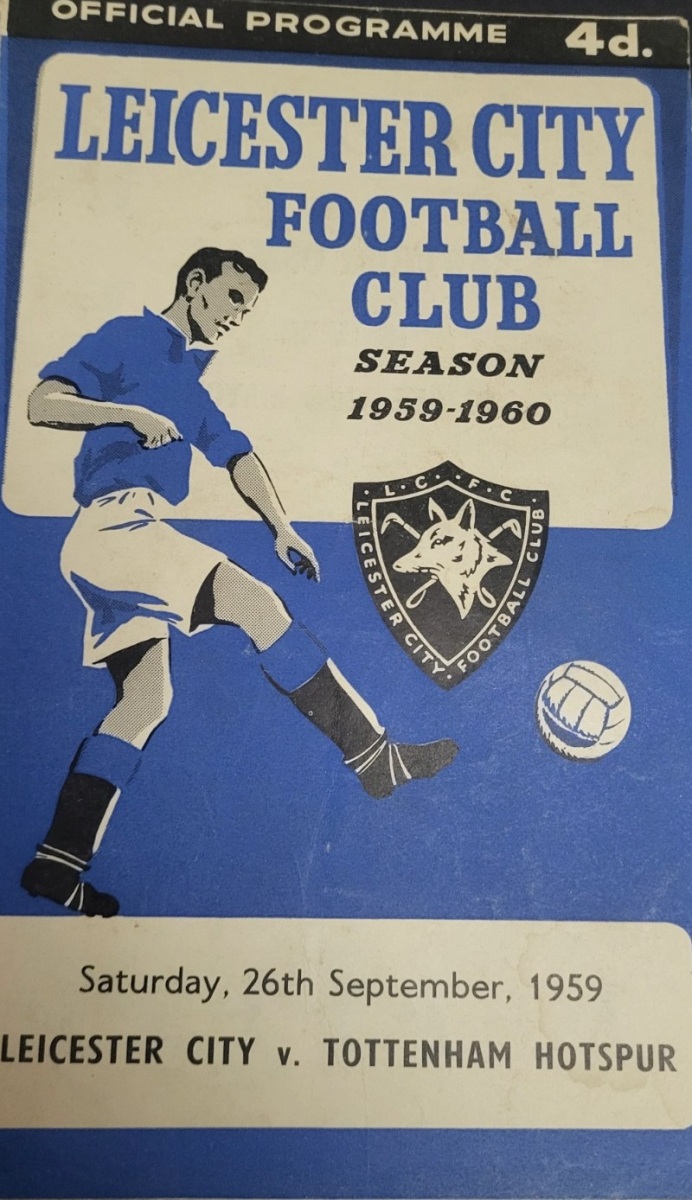 OFFICIAL PROGRAMME 4d.
LEICESTER CITY
FOOTBALL
CLUB
SEASON
1959-1960
· L · C · F · C ·
LEICESTER CITY · FOOTBALL CLUB
Saturday, 26th September, 1959
LEICESTER CITY v. TOTTENHAM HOTSPUR